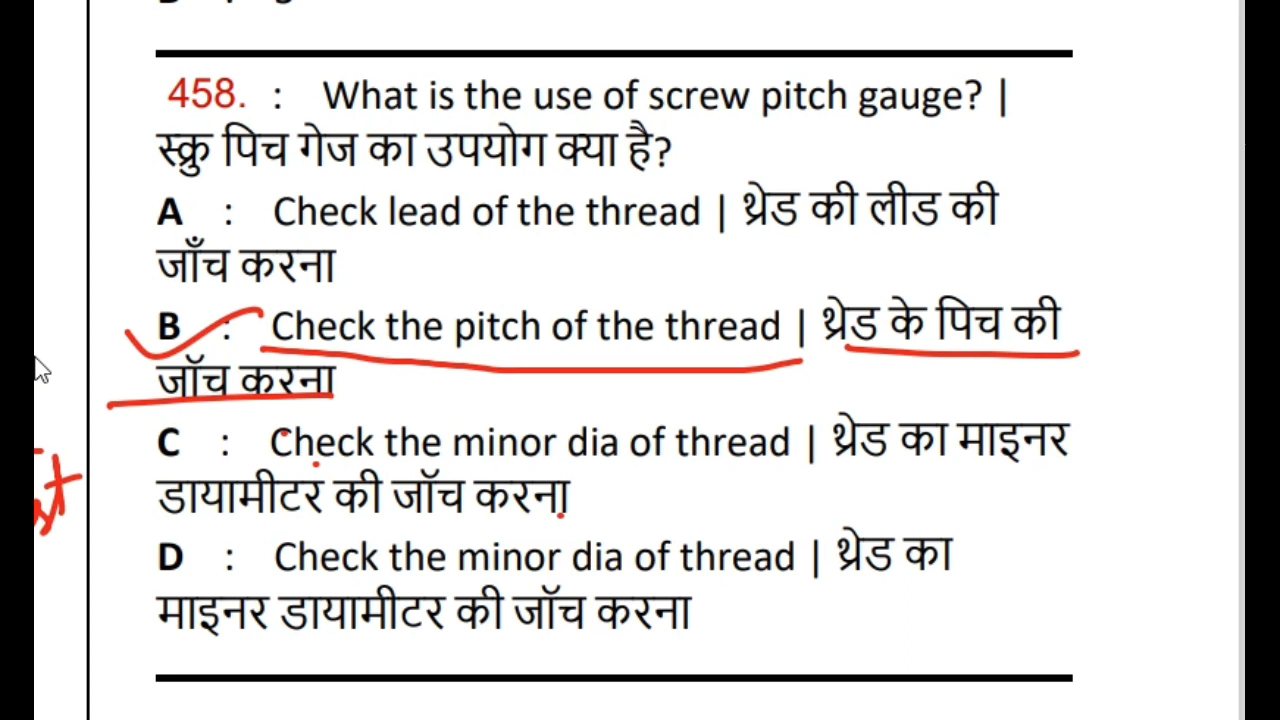 458. : What is the use of screw pitch gauge? |
स्क्रु पिच गेज का उपयोग क्या है?
A : Check lead of the thread | थ्रेड की लीड की
जाँच करना
B : Check the pitch of the thread | थ्रेड के पिच की
जॉच करना
C : Check the minor dia of thread | थ्रेड का माइनर
डायामीटर की जॉच करना
D : Check the minor dia of thread | थ्रेड का
माइनर डायामीटर की जॉच करना